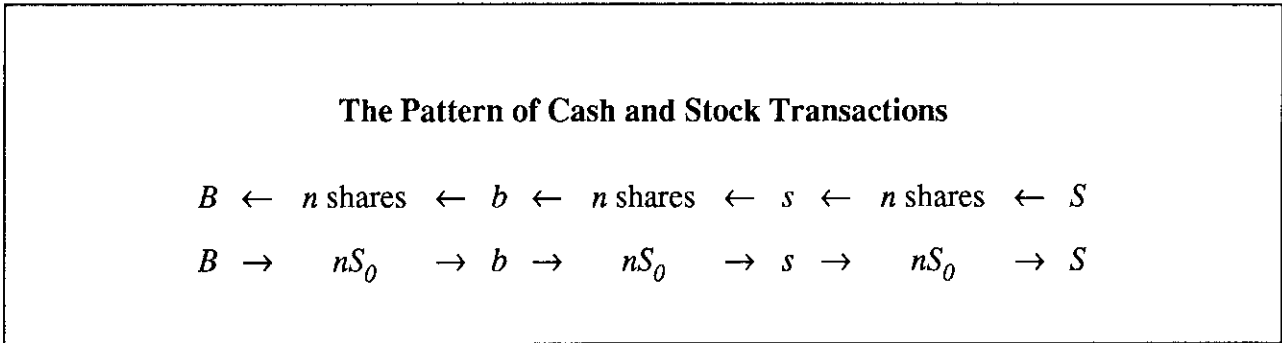 The Pattern of Cash and Stock Transactions
B ← n shares ← b ← n shares ← s ← n shares ← S
B → nS₀ → b → nS₀ → s → nS₀ → S